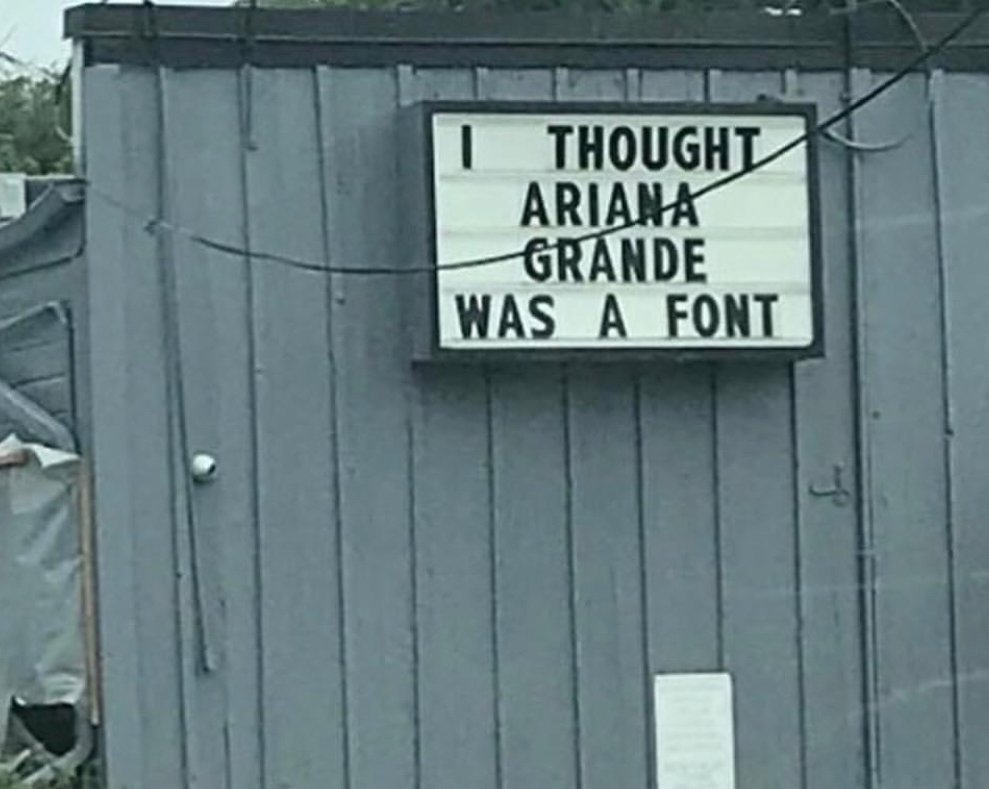 I THOUGHT
ARIANA
GRANDE
WAS A FONT